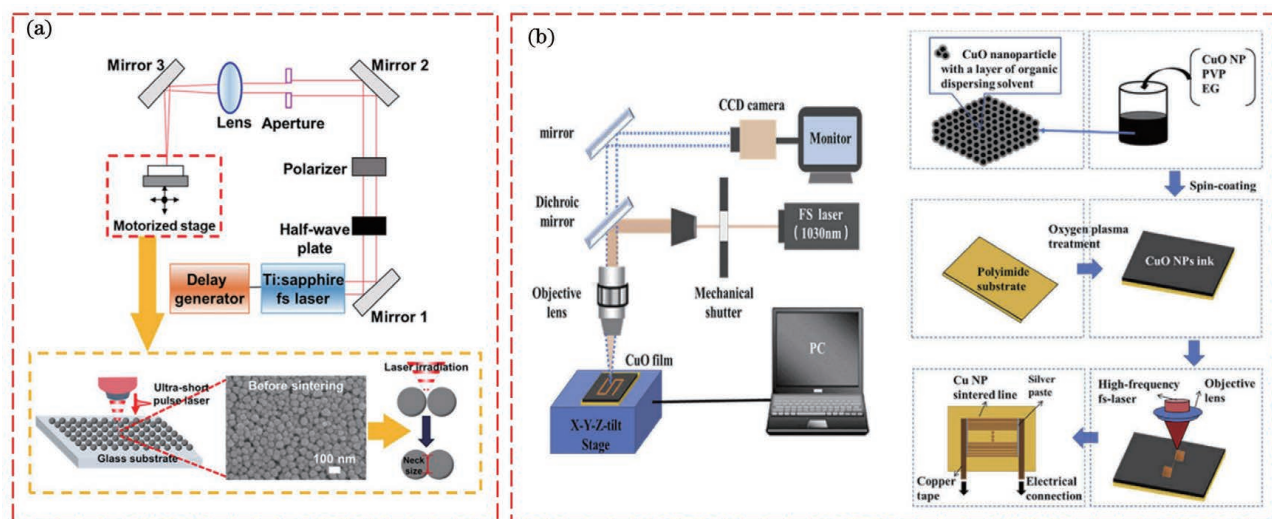 (a)
Mirror 3
Mirror 2
Lens
Aperture
Polarizer
Motorized stage
Half-wave
plate
Delay
generator
Ti:sapphire
fs laser
Mirror 1
Ultra-short
pulse laser
Glass substrate
Before sintering
100 nm
Laser irradiation
Neck
size
(b)
CCD camera
mirror
Monitor
Dichroic
mirror
FS laser
(1030nm)
Objective
lens
Mechanical
shutter
CuO film
PC
X-Y-Z-tilt
Stage
CuO nanoparticle
with a layer of organic
dispersing solvent
CuO NP
PVP
EG
Spin-coating
Oxygen plasma
treatment
Polyimide
substrate
CuO NPs ink
Cu NP
sintered line
Silver
paste
High-frequency
fs-laser
Objective
lens
Copper
tape
Electrical
connection